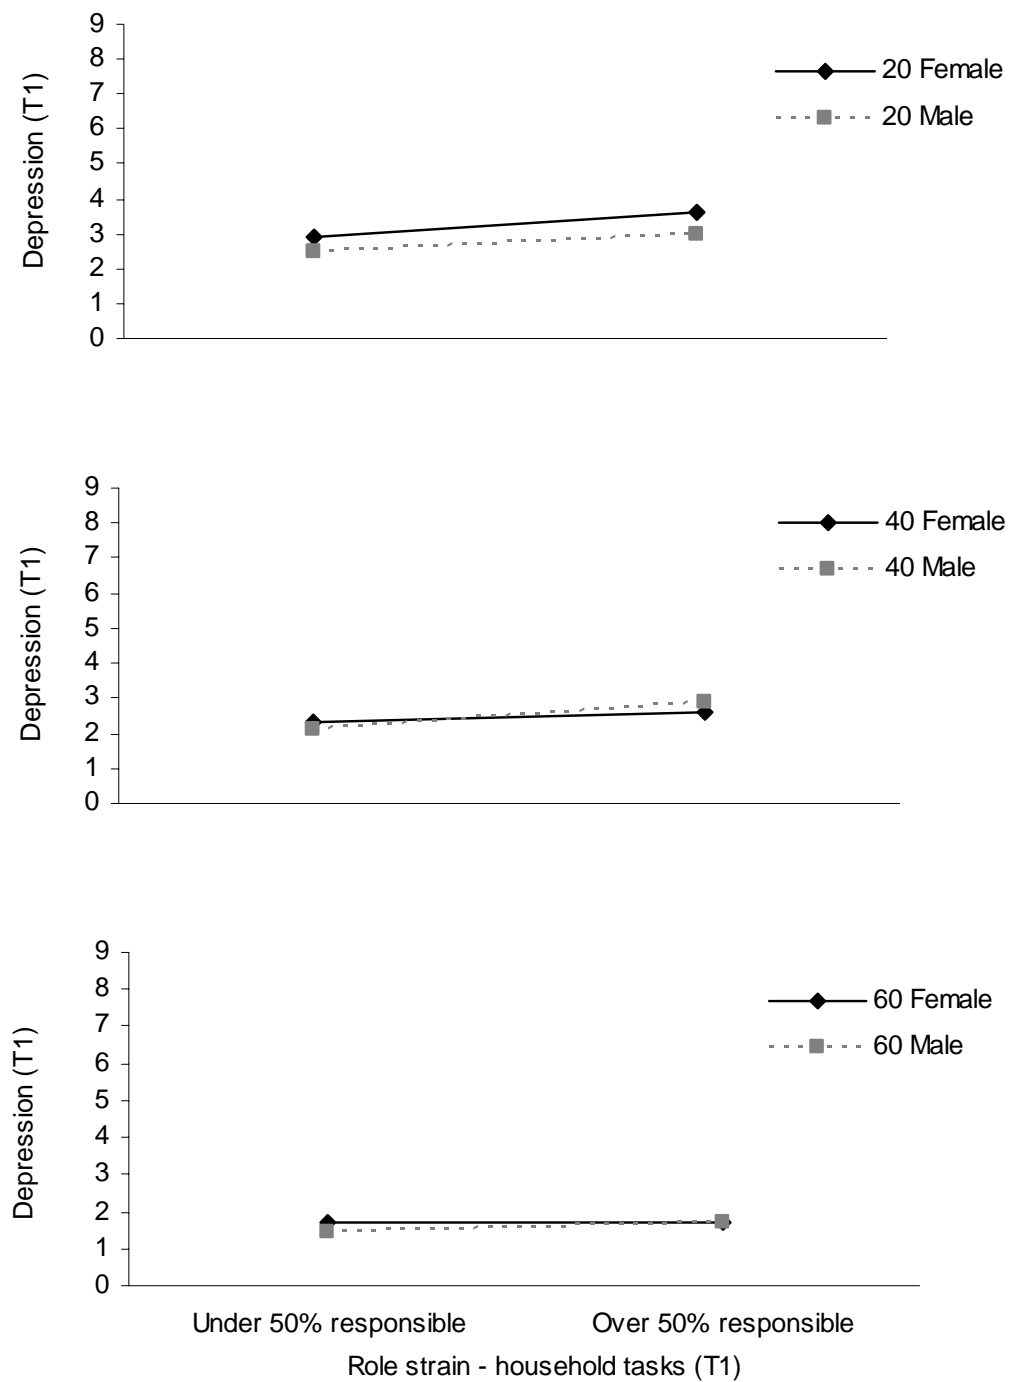 9
8
7
6
5
4
3
2
1
0
Depression (T1)
20 Female
20 Male
9
8
7
6
5
4
3
2
1
0
Depression (T1)
40 Female
40 Male
9
8
7
6
5
4
3
2
1
0
Depression (T1)
60 Female
60 Male
Under 50% responsible Over 50% responsible
Role strain - household tasks (T1)